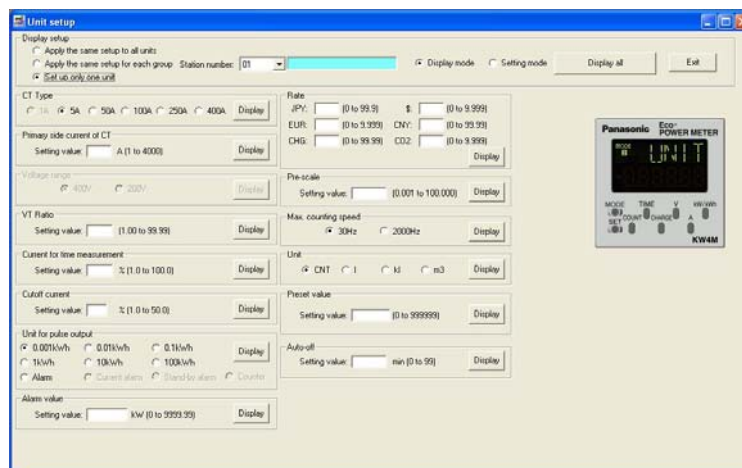 Unit setup
Display setup
Apply the same setup to all units
Apply the same setup for each group Station number: 01 Display mode Setting mode Display all Exit
Set up only one unit
CT Type
1A 5A 50A 100A 250A 400A Display
Primary side current of CT
Setting value: A (1 to 4000) Display
Voltage range
400V 200V Display
VT Ratio
Setting value: (1.00 to 99.99) Display
Current for time measurement
Setting value: % (1.0 to 100.0) Display
Cutoff current
Setting value: % (1.0 to 50.0) Display
Unit for pulse output
0.001kWh 0.01kWh 0.1kWh Display
1kWh 10kWh 100kWh
Alarm Current alarm Stand-by alarm Counter
Alarm value
Setting value: kW (0 to 9999.99) Display
Rate
JPY: (0 to 99.9) $: (0 to 9.999)
EUR: (0 to 9.999) CNY: (0 to 99.99)
CHG: (0 to 99.99) CO2: (0 to 9.999)
Display
Pre-scale
Setting value: (0.001 to 100.000) Display
Max. counting speed
30Hz 2000Hz Display
Unit
CNT l kl m3 Display
Preset value
Setting value: (0 to 999999) Display
Auto-off
Setting value: min (0 to 99) Display
Panasonic Eco- POWER METER
MODE UNIT
MODE TIME V kW/kWh
SET COUNT CHARGE A
KW4M